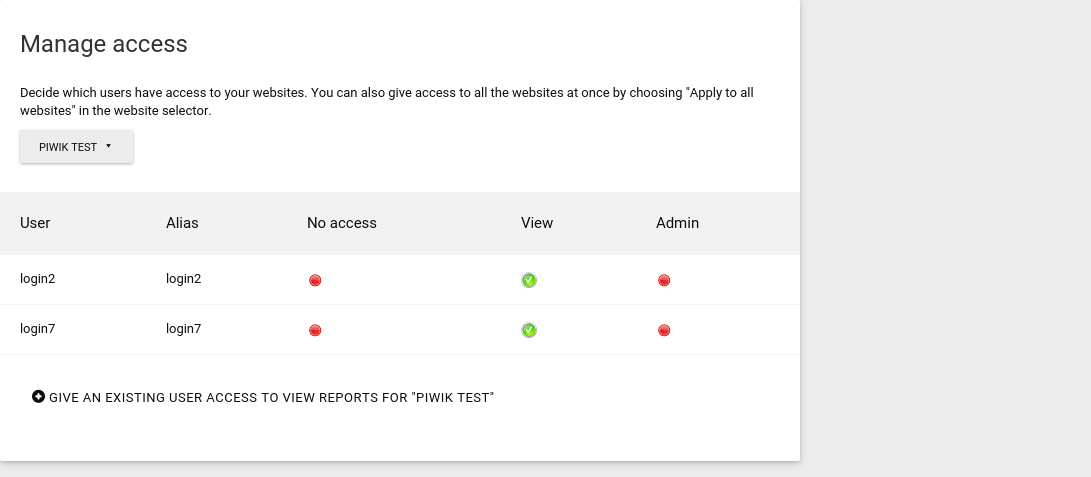 Manage access
Decide which users have access to your websites. You can also give access to all the websites at once by choosing "Apply to all
websites" in the website selector.
PIWIK TEST
User Alias No access View Admin
login2 login2
login7 login7
GIVE AN EXISTING USER ACCESS TO VIEW REPORTS FOR "PIWIK TEST"